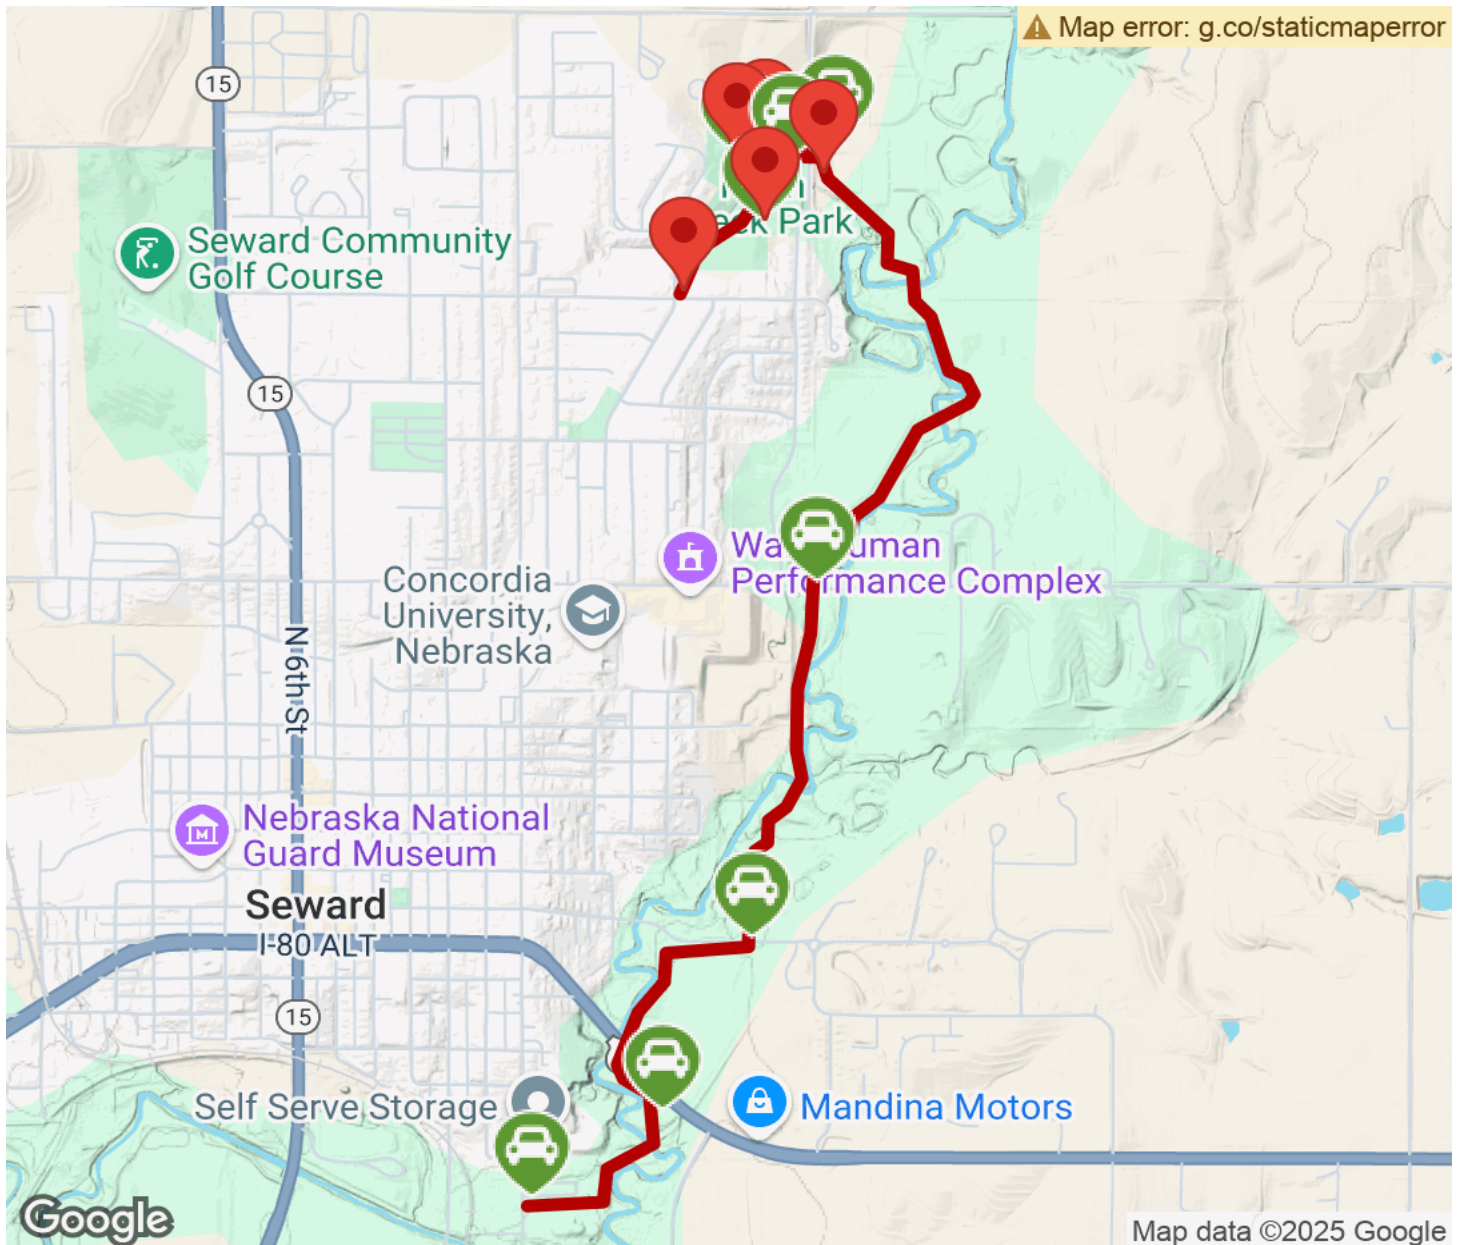 Map error: g.co/staticmaperror
15
Park
Seward Community
Golf Course
15
Performance Complex
Concordia
University,
Nebraska
N 6th St
Nebraska National
Guard Museum
Seward
I-80 ALT
15
Self Serve Storage
Mandina Motors
Google
Map data ©2025 Google